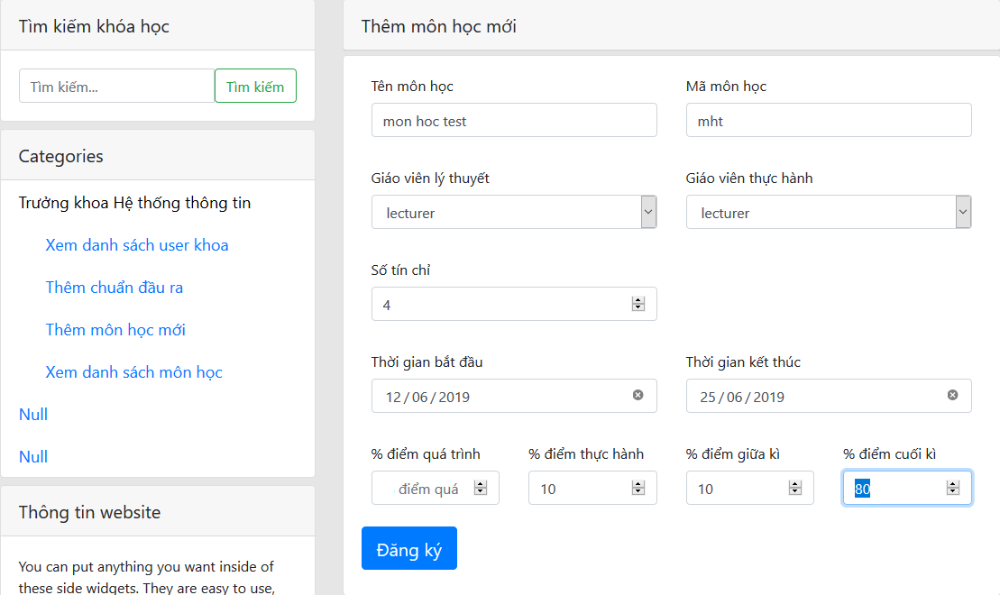 Tìm kiếm khóa học
Tìm kiếm...
Tìm kiếm
Categories
Trưởng khoa Hệ thống thông tin
Xem danh sách user khoa
Thêm chuẩn đầu ra
Thêm môn học mới
Xem danh sách môn học
Null
Null
Thông tin website
You can put anything you want inside of
these side widgets. They are easy to use,
Thêm môn học mới
Tên môn học
Mã môn học
mon hoc test
mht
Giáo viên lý thuyết
Giáo viên thực hành
lecturer
lecturer
Số tín chỉ
4
Thời gian bắt đầu
Thời gian kết thúc
12 / 06 / 2019
25 / 06 / 2019
% điểm quá trình
% điểm thực hành
% điểm giữa kì
% điểm cuối kì
điểm quá
10
10
80
Đăng ký